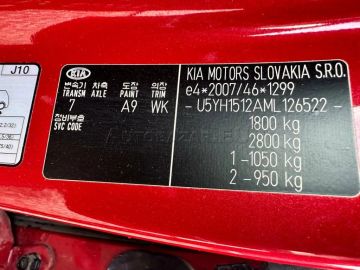 J10
KIA
변속기 차축 도장 의장
TRANSM AXLE PAINT TRIM
7 A9 WK
정비부호
SVC CODE
KIA MOTORS SLOVAKIA S.R.O.
e4*2007/46*1299
U5YH1512AML126522
1800 kg
2800 kg
1 - 1050 kg
2 - 950 kg